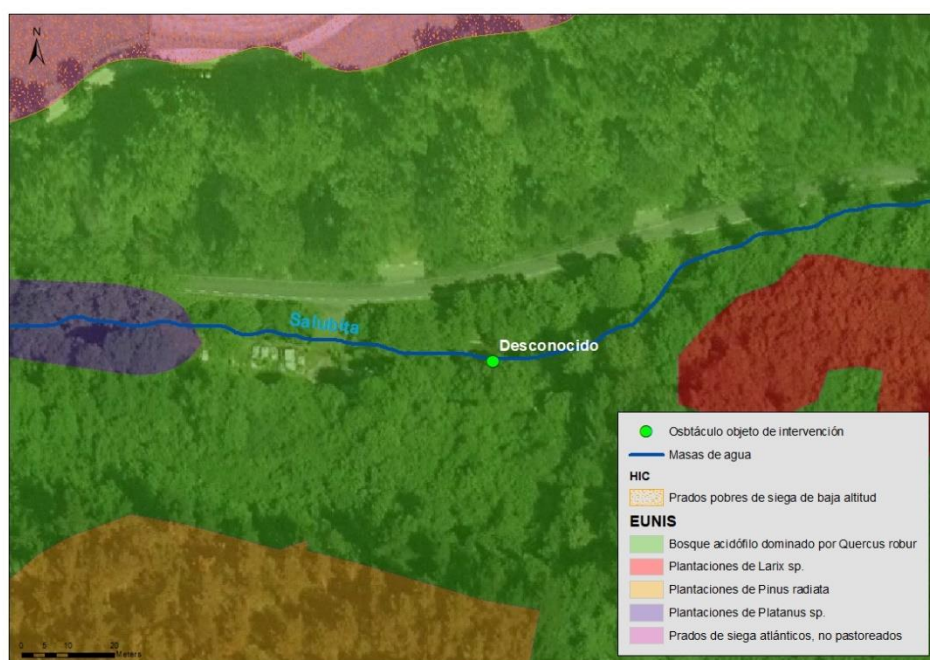 N
Salubita
Desconocido
Osbtáculo objeto de intervención
Masas de agua
HIC
Prados pobres de siega de baja altitud
EUNIS
Bosque acidófilo dominado por Quercus robur
Plantaciones de Larix sp.
Plantaciones de Pinus radiata
Plantaciones de Platanus sp.
Prados de siega atlánticos, no pastoreados
0 5 10 20
Meters